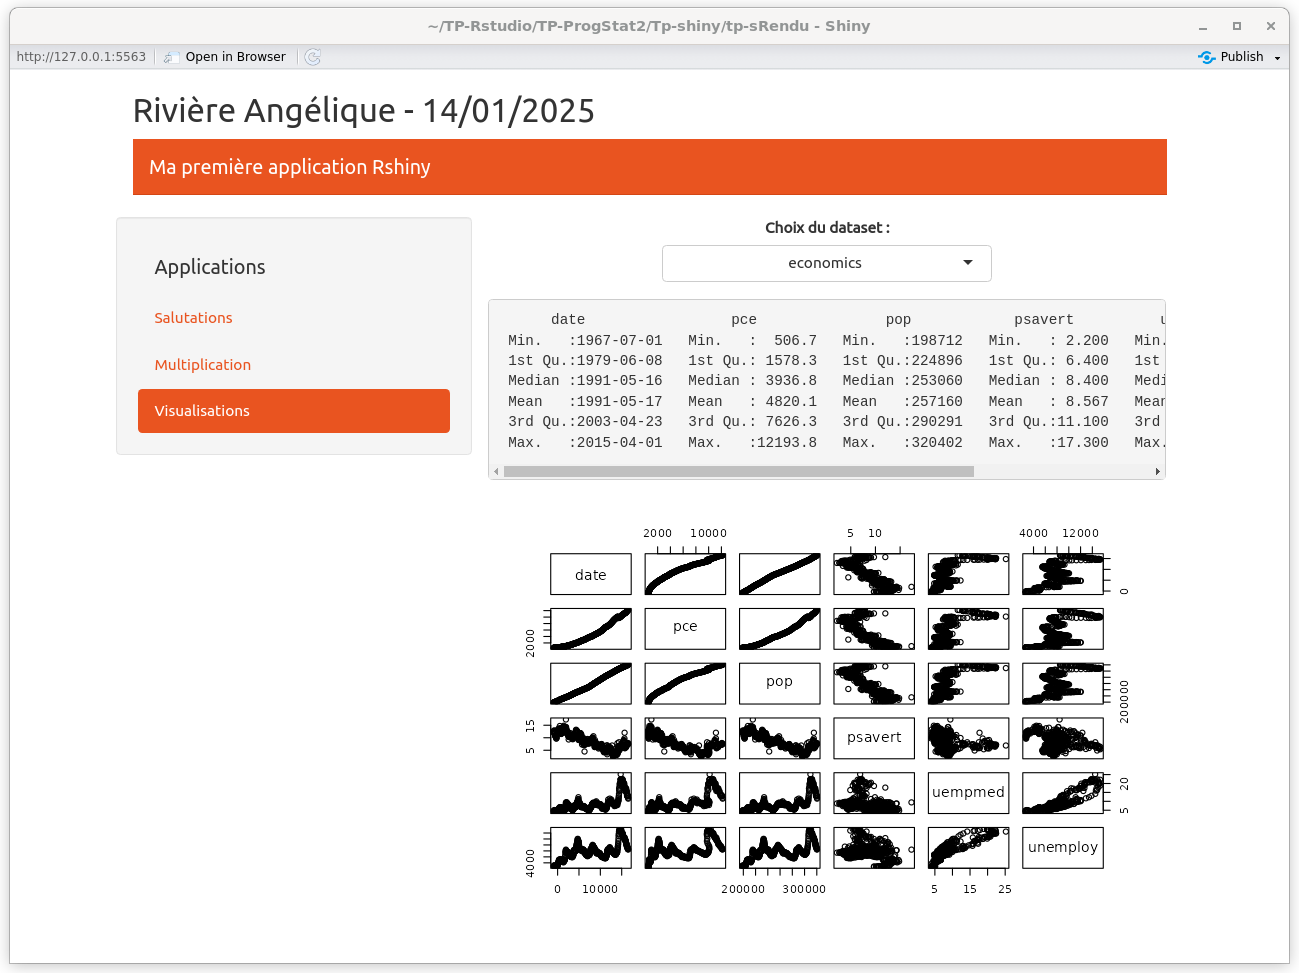 ~/TP-Rstudio/TP-ProgStat2/Tp-shiny/tp-sRendu - Shiny
http://127.0.0.1:5563 Open in Browser Publish
Rivière Angélique - 14/01/2025
Ma première application Rshiny
Applications
Salutations
Multiplication
Visualisations
Choix du dataset :
economics
date pce pop psavert u
Min. :1967-07-01 Min. : 506.7 Min. :198712 Min. : 2.200 Min.
1st Qu.:1979-06-08 1st Qu.: 1578.3 1st Qu.:224896 1st Qu.: 6.400 1st
Median :1991-05-16 Median : 3936.8 Median :253060 Median : 8.400 Medi
Mean :1991-05-17 Mean : 4820.1 Mean :257160 Mean : 8.567 Mean
3rd Qu.:2003-04-23 3rd Qu.: 7626.3 3rd Qu.:290291 3rd Qu.:11.100 3rd
Max. :2015-04-01 Max. :12193.8 Max. :320402 Max. :17.300 Max.
2000 10000 5 10 4000 12000
date 0
2000 pce
pop 200000
5 15 psavert
uempmed 5 20
4000 unemploy
0 10000 200000 300000 5 15 25